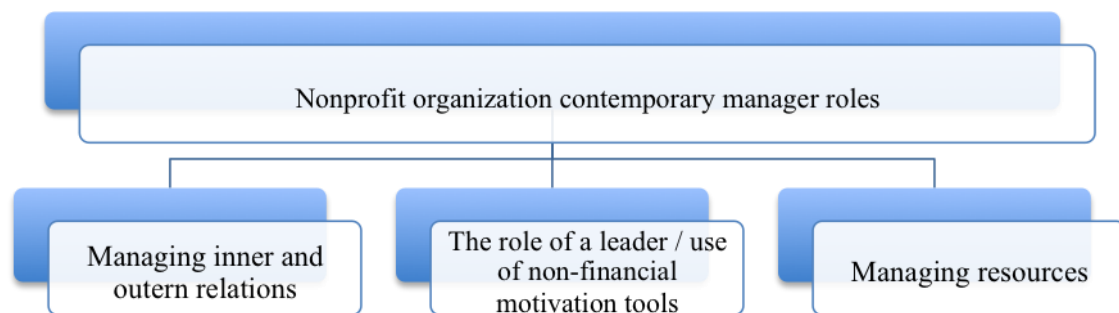 Nonprofit organization contemporary manager roles
Managing inner and
outern relations
The role of a leader / use
of non-financial
motivation tools
Managing resources